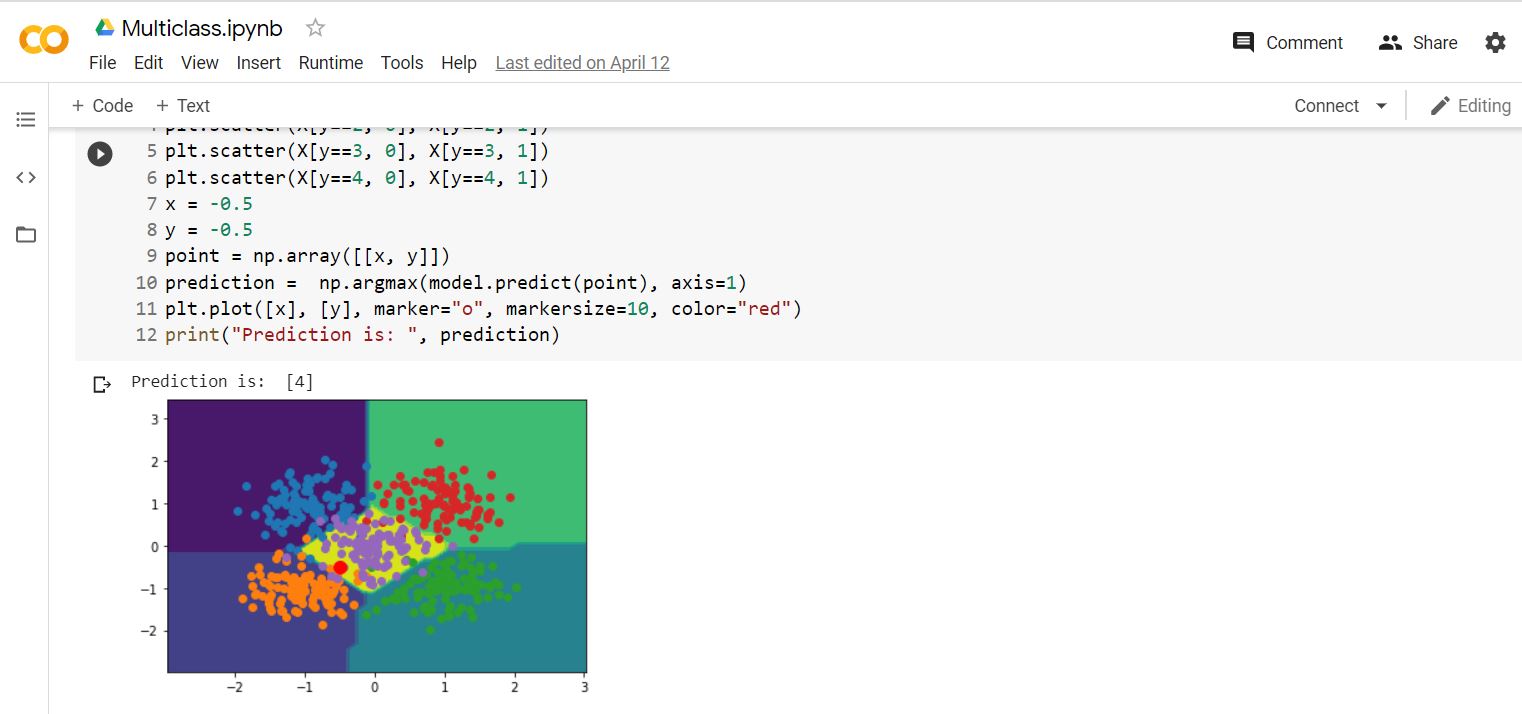 Multiclass.ipynb
File Edit View Insert Runtime Tools Help Last edited on April 12
Comment Share
+ Code + Text
Connect Editing
5 plt.scatter(X[y==3, 0], X[y==3, 1])
6 plt.scatter(X[y==4, 0], X[y==4, 1])
7 x = -0.5
8 y = -0.5
9 point = np.array([[x, y]])
10 prediction =  np.argmax(model.predict(point), axis=1)
11 plt.plot([x], [y], marker="o", markersize=10, color="red")
12 print("Prediction is: ", prediction)
Prediction is:  [4]
3
2
1
0
−1
−2
−2 −1 0 1 2 3